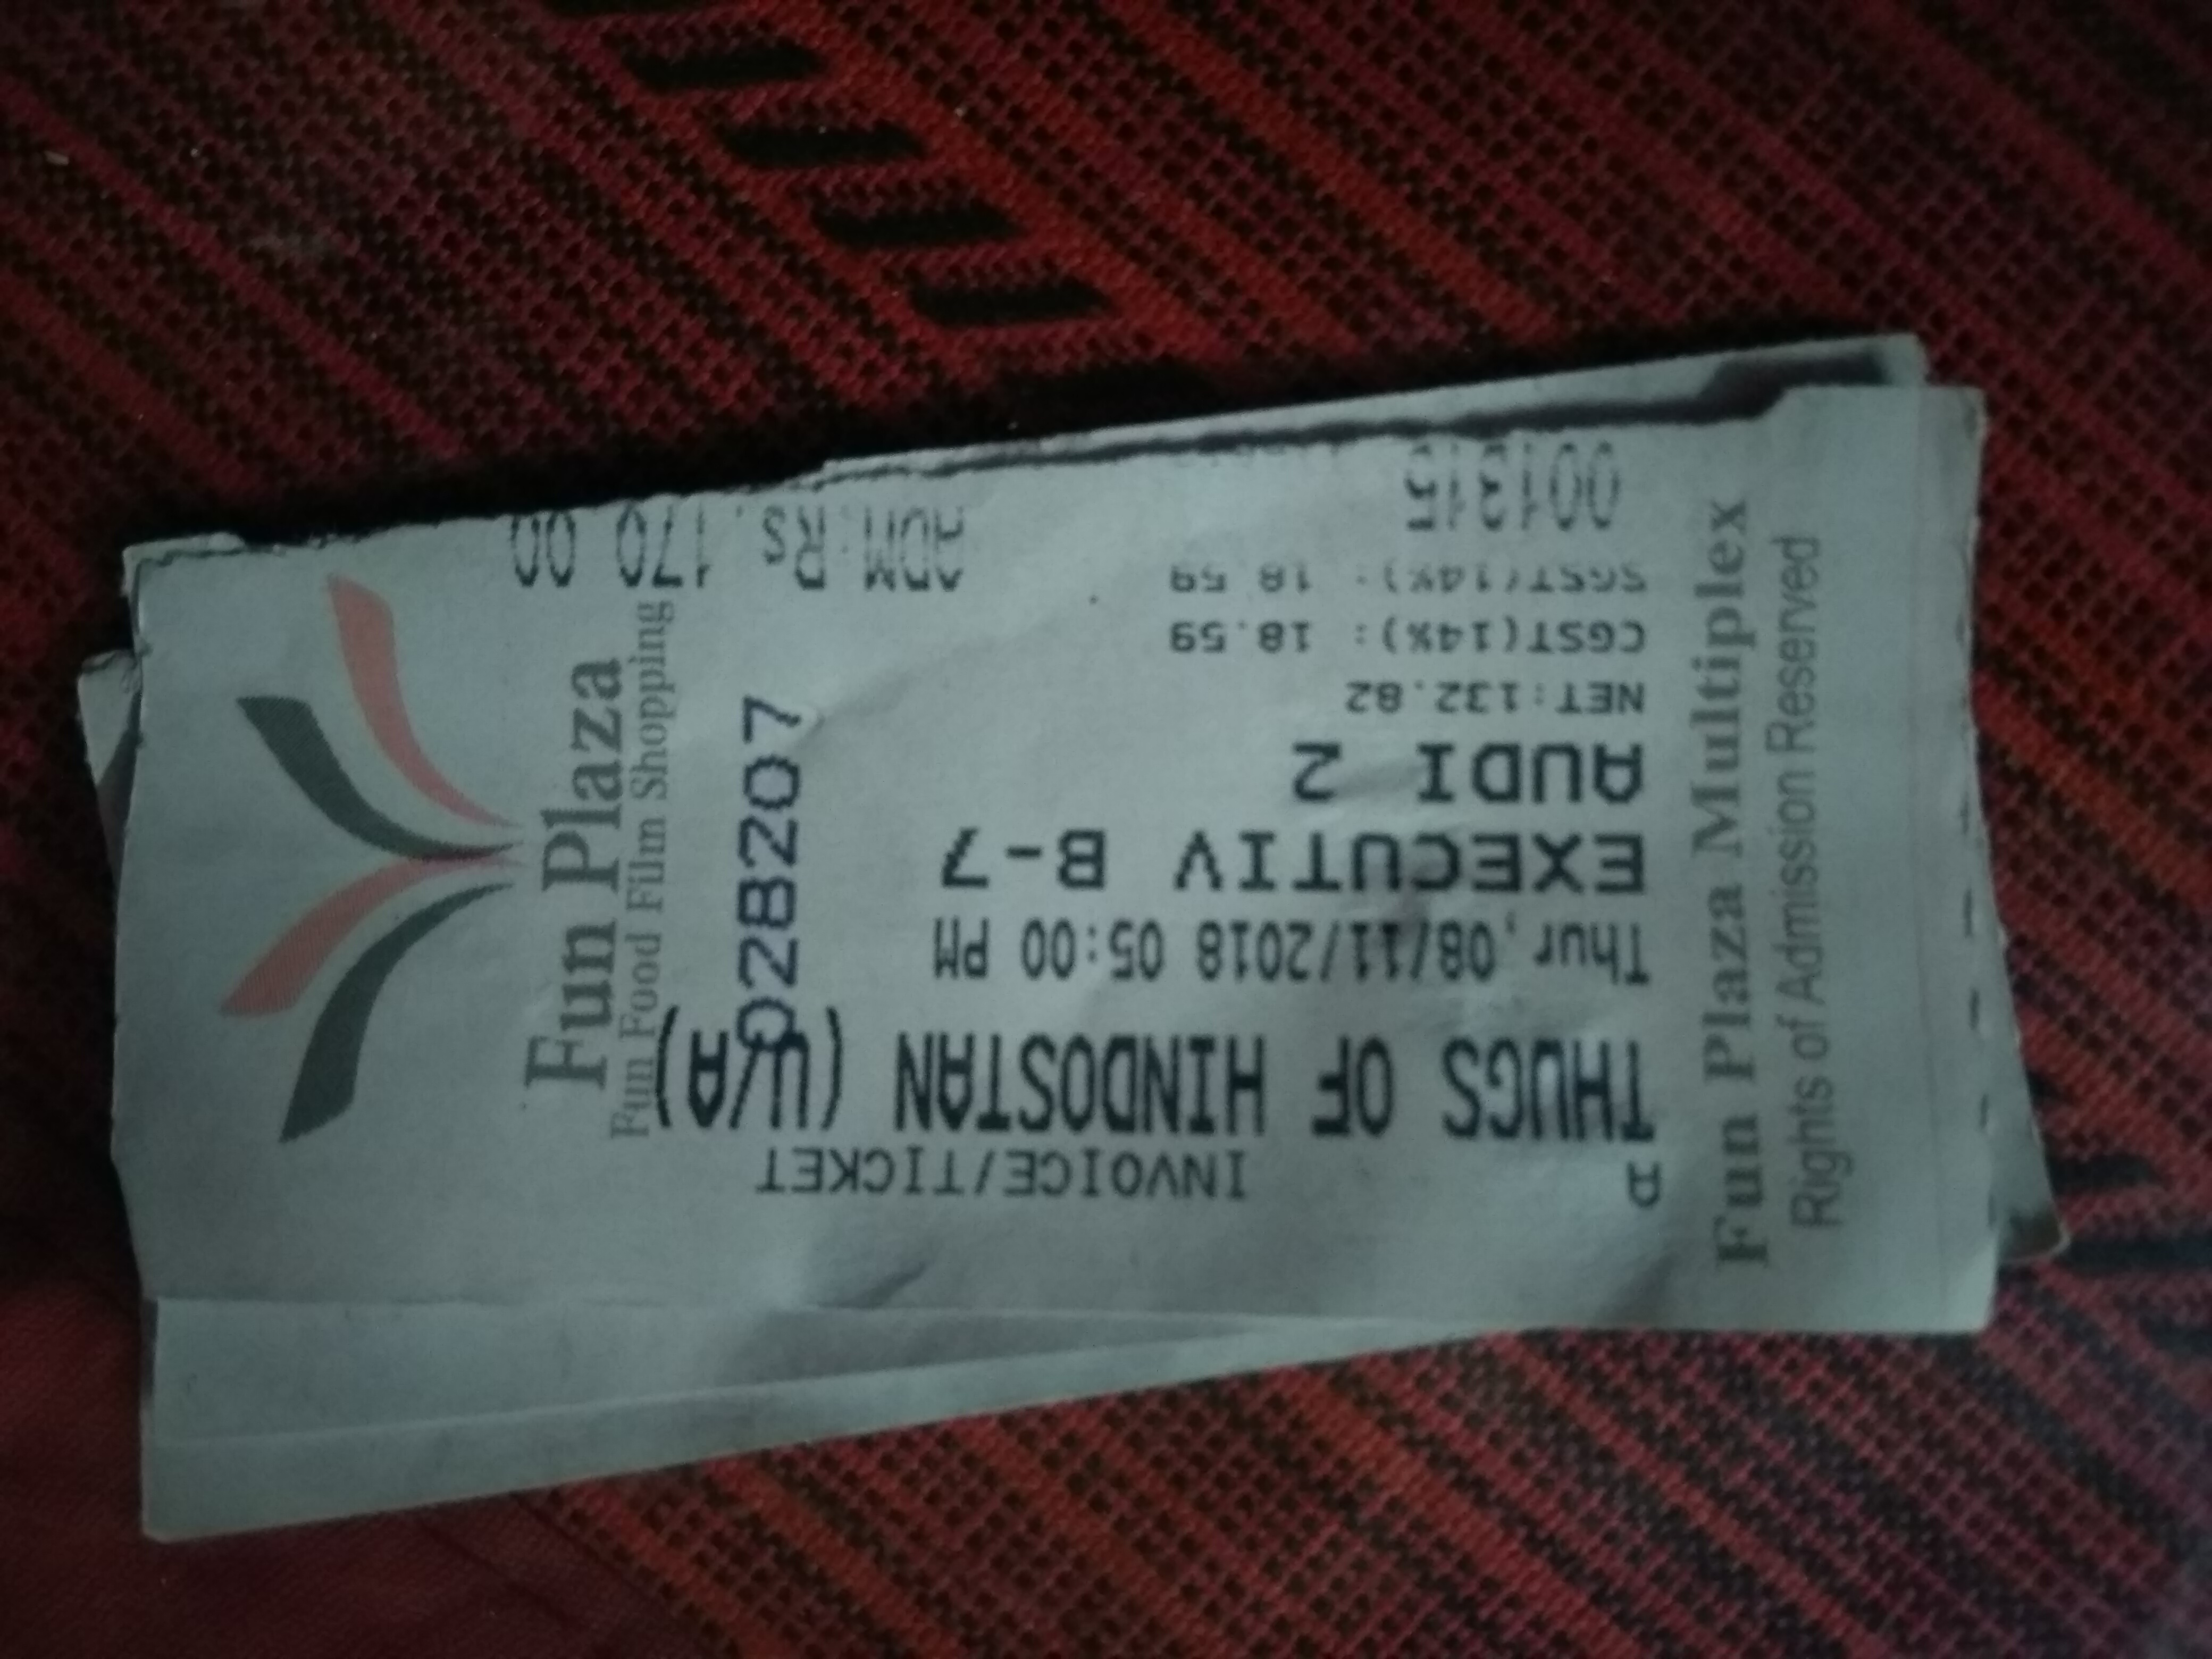 Fun Plaza
Fun Food Film Shopping
028207
INVOICE/TICKET
THUGS OF HINDOSTAN (U/A)
Thur, 08/11/2018 05:00 PM
EXECUTIV B-7
AUDI 2
NET:132.82
CGST(14%): 18.59
SGST(14%): 18.59
ADM:RS. 170.00
Fun Plaza Multiplex
Rights of Admission Reserved